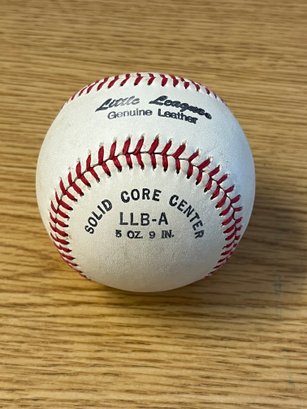 Little League®
Genuine Leather
SOLID CORE CENTER
LLB-A
5 OZ. 9 IN.